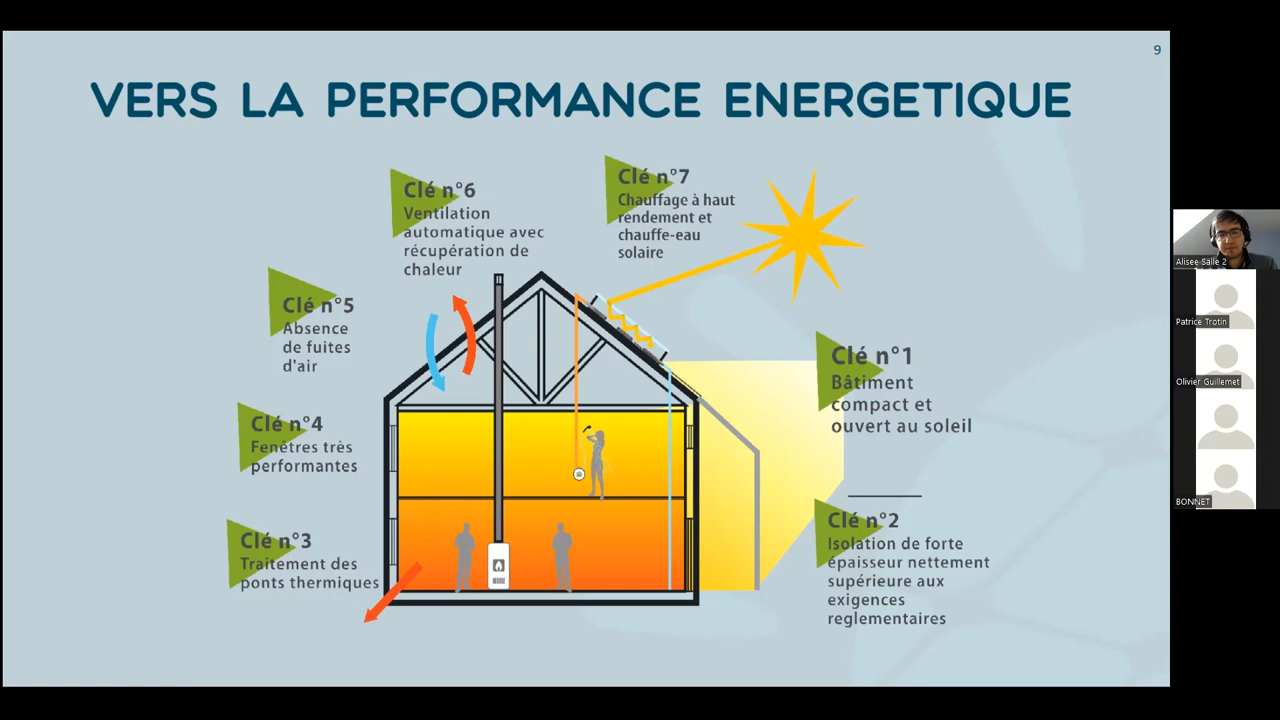 9
VERS LA PERFORMANCE ENERGETIQUE
Clé n°6
Ventilation
automatique avec
récupération de
chaleur
Clé n°7
Chauffage à haut
rendement et
chauffe-eau
solaire
Clé n°5
Absence
de fuites
d'air
Clé n°4
Fenêtres très
performantes
Clé n°3
Traitement des
ponts thermiques
Clé n°1
Bâtiment
compact et
ouvert au soleil
Clé n°2
Isolation de forte
épaisseur nettement
supérieure aux
exigences
reglementaires
Alisee Salle 2
Patrice Trotin
Olivier Guillemet
BONNET